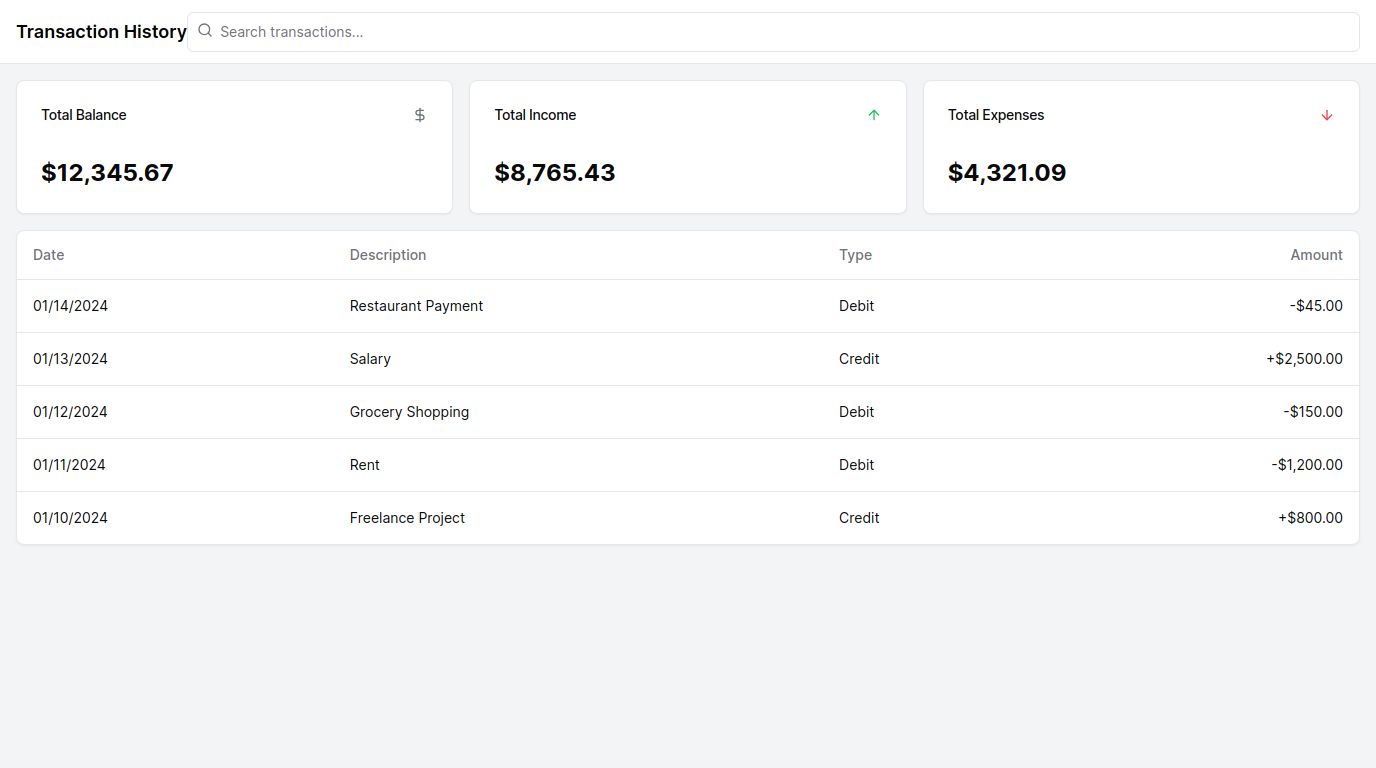 Transaction History
Search transactions...
Total Balance
$
Total Income
Total Expenses
$12,345.67
$8,765.43
$4,321.09
Date Description Type Amount
01/14/2024 Restaurant Payment Debit -$45.00
01/13/2024 Salary Credit +$2,500.00
01/12/2024 Grocery Shopping Debit -$150.00
01/11/2024 Rent Debit -$1,200.00
01/10/2024 Freelance Project Credit +$800.00